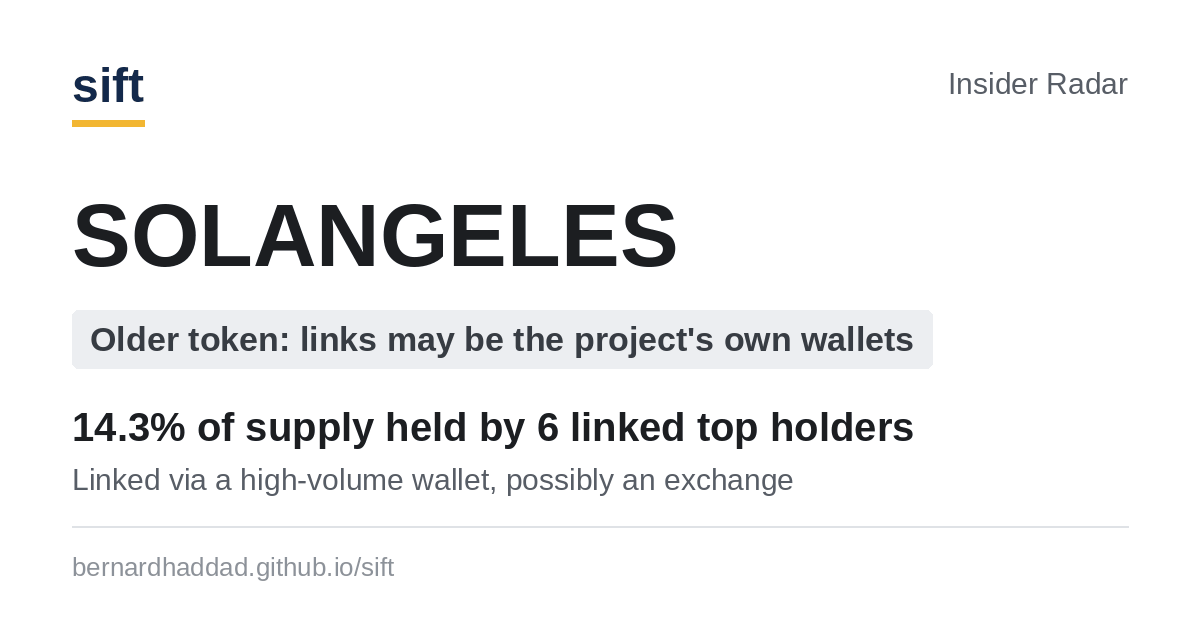 sift
Insider Radar
SOLANGELES
Older token: links may be the project's own wallets
14.3% of supply held by 6 linked top holders
Linked via a high-volume wallet, possibly an exchange
bernardhaddad.github.io/sift